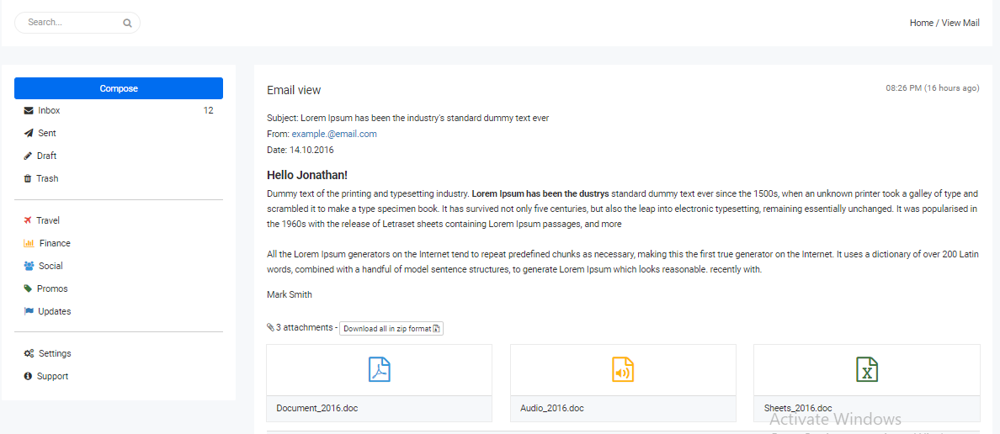 Search...
Home / View Mail
Compose
Inbox 12
Sent
Draft
Trash
Travel
Finance
Social
Promos
Updates
Settings
Support
Email view
08:26 PM (16 hours ago)
Subject: Lorem Ipsum has been the industry's standard dummy text ever
From: example.@email.com
Date: 14.10.2016
Hello Jonathan!
Dummy text of the printing and typesetting industry. Lorem Ipsum has been the dustrys standard dummy text ever since the 1500s, when an unknown printer took a galley of type and
scrambled it to make a type specimen book. It has survived not only five centuries, but also the leap into electronic typesetting, remaining essentially unchanged. It was popularised in
the 1960s with the release of Letraset sheets containing Lorem Ipsum passages, and more
All the Lorem Ipsum generators on the Internet tend to repeat predefined chunks as necessary, making this the first true generator on the Internet. It uses a dictionary of over 200 Latin
words, combined with a handful of model sentence structures, to generate Lorem Ipsum which looks reasonable. recently with.
Mark Smith
3 attachments - Download all in zip format
Document_2016.doc
Audio_2016.doc
Sheets_2016.doc
Activate Windows